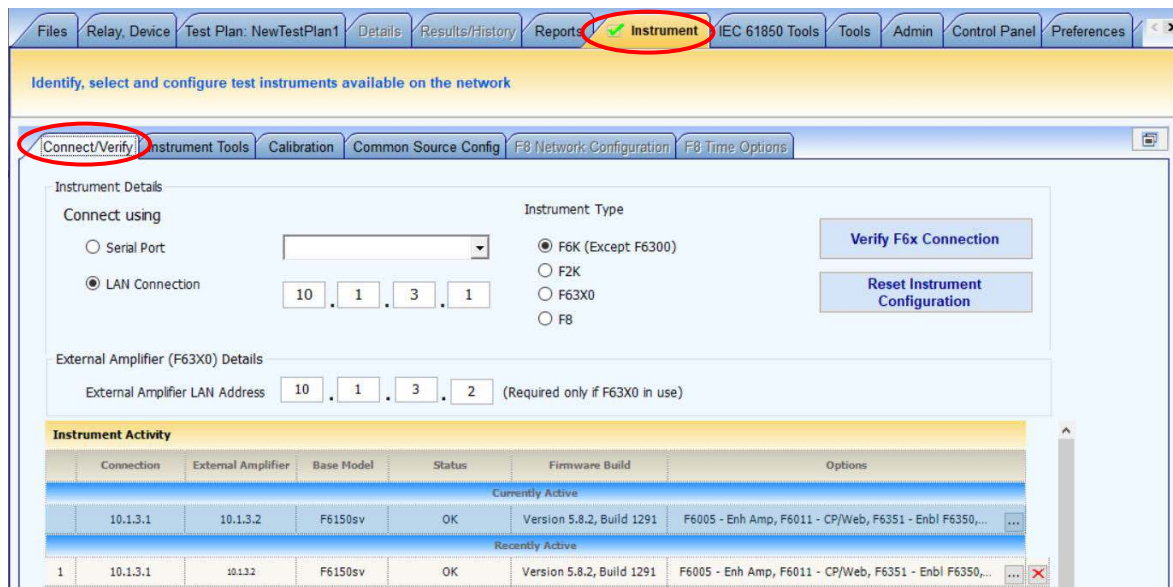 Files Relay, Device Test Plan: NewTestPlan1 Details Results/History Reports Instrument IEC 61850 Tools Tools Admin Control Panel Preferences
Identify, select and configure test instruments available on the network
Connect/Verify Instrument Tools Calibration Common Source Config F8 Network Configuration F8 Time Options
Instrument Details
Connect using
Serial Port
LAN Connection 10 . 1 . 3 . 1
Instrument Type
F6K (Except F6300)
F2K
F63X0
F8
Verify F6x Connection
Reset Instrument
Configuration
External Amplifier (F63X0) Details
External Amplifier LAN Address 10 . 1 . 3 . 2 (Required only if F63X0 in use)
Instrument Activity
Connection External Amplifier Base Model Status Firmware Build Options
Currently Active
10.1.3.1 10.1.3.2 F6150sv OK Version 5.8.2, Build 1291 F6005 - Enh Amp, F6011 - CP/Web, F6351 - Enbl F6350,... ...
Recently Active
1 10.1.3.1 10.1.3.2 F6150sv OK Version 5.8.2, Build 1291 F6005 - Enh Amp, F6011 - CP/Web, F6351 - Enbl F6350,... ...